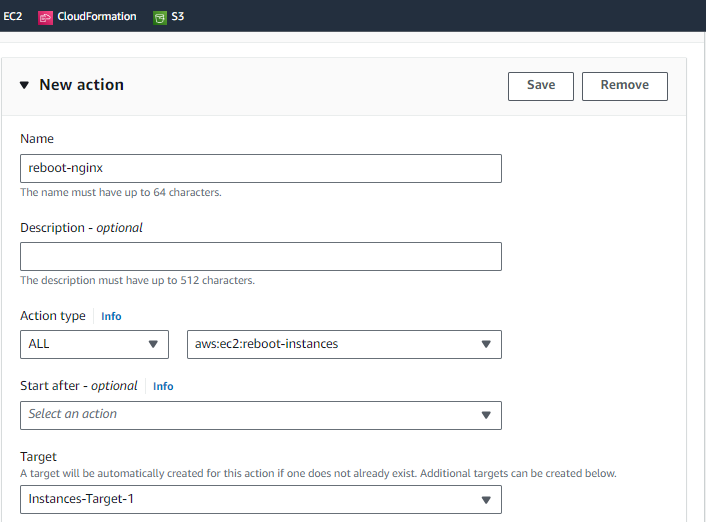 EC2 CloudFormation S3
New action Save Remove
Name
reboot-nginx
The name must have up to 64 characters.
Description - optional
The description must have up to 512 characters.
Action type Info
ALL aws:ec2:reboot-instances
Start after - optional Info
Select an action
Target
A target will be automatically created for this action if one does not already exist. Additional targets can be created below.
Instances-Target-1